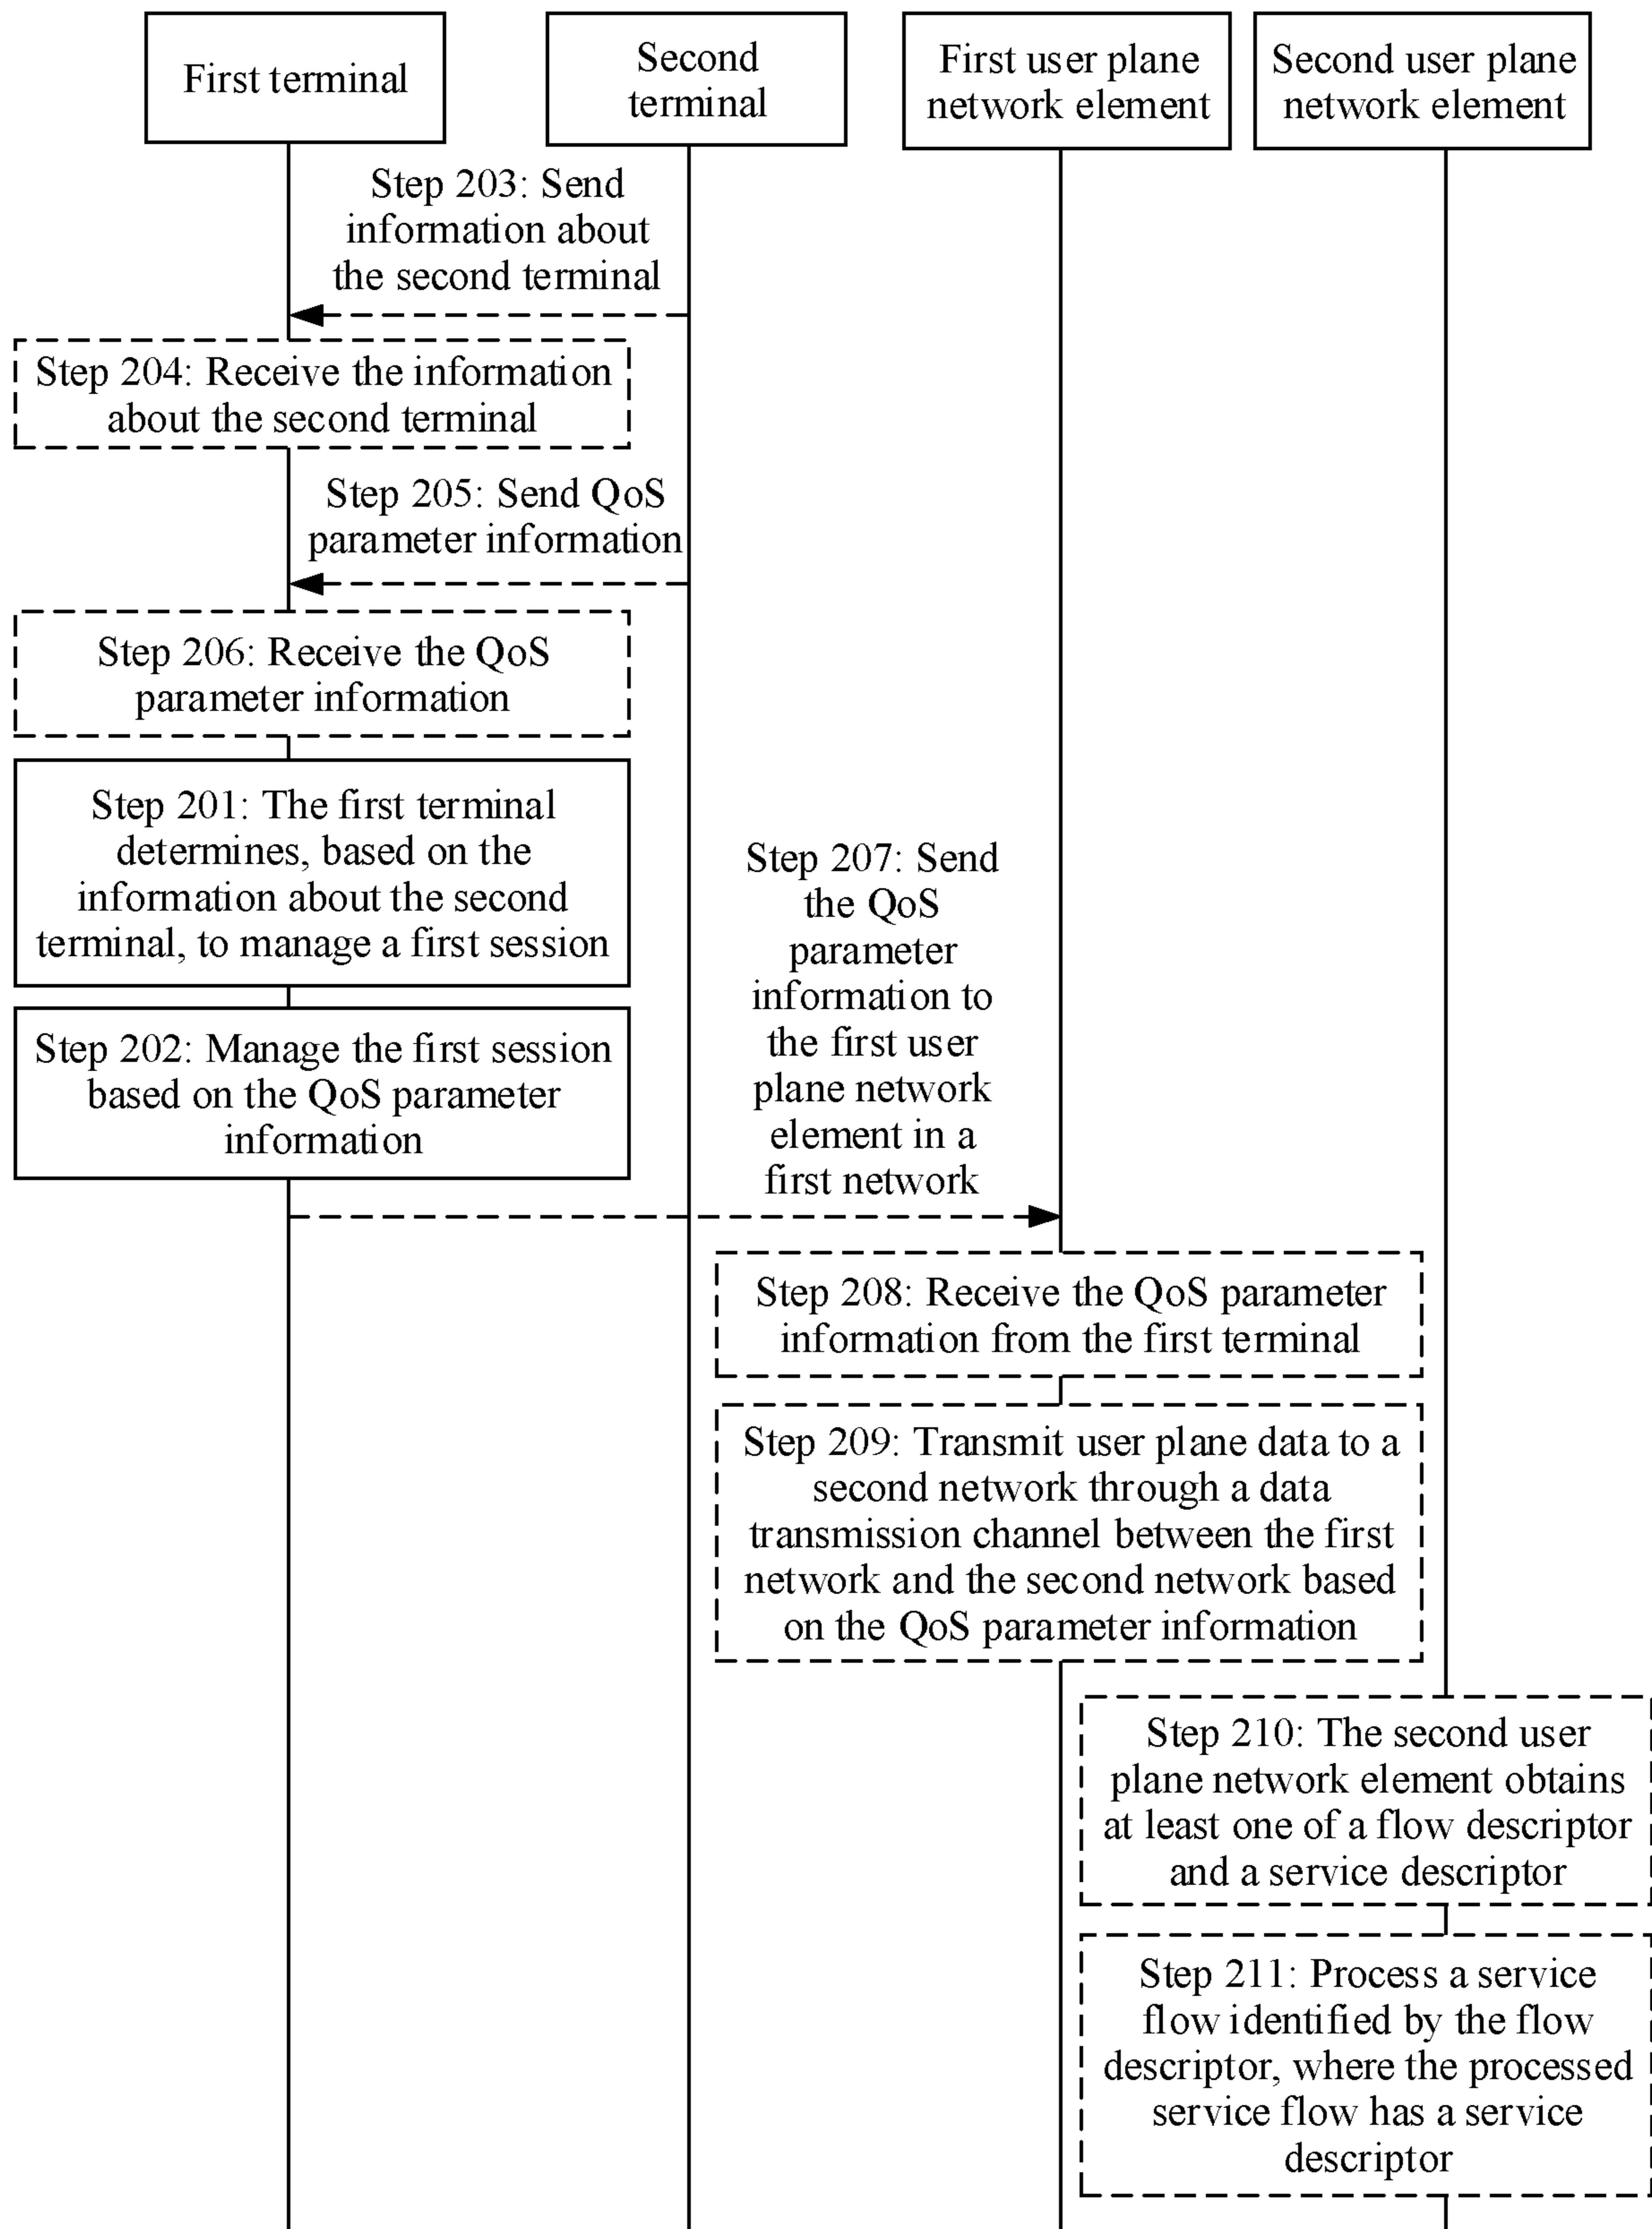 First terminal
Second
terminal
First user plane
network element
Second user plane
network element
Step 203: Send
information about
the second terminal
Step 204: Receive the information
about the second terminal
Step 205: Send QoS
parameter information
Step 206: Receive the QoS
parameter information
Step 201: The first terminal
determines, based on the
information about the second
terminal, to manage a first session
Step 202: Manage the first session
based on the QoS parameter
information
Step 207: Send
the QoS
parameter
information to
the first user
plane network
element in a
first network
Step 208: Receive the QoS parameter
information from the first terminal
Step 209: Transmit user plane data to a
second network through a data
transmission channel between the first
network and the second network based
on the QoS parameter information
Step 210: The second user
plane network element obtains
at least one of a flow descriptor
and a service descriptor
Step 211: Process a service
flow identified by the flow
descriptor, where the processed
service flow has a service
descriptor